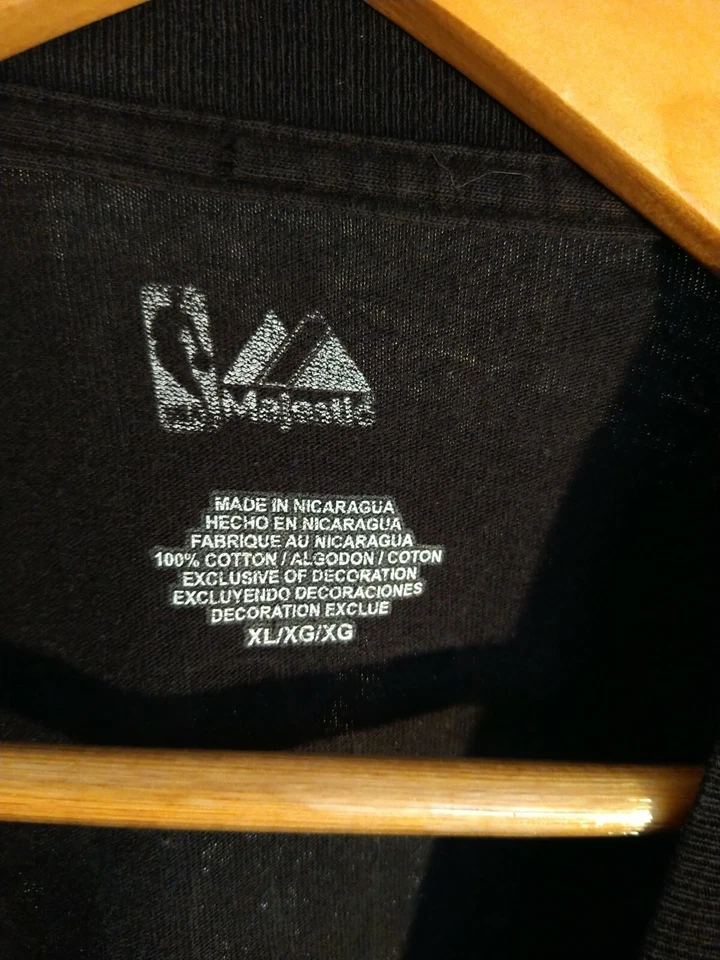 Majestic
MADE IN NICARAGUA
HECHO EN NICARAGUA
FABRIQUE AU NICARAGUA
100% COTTON / ALGODON / COTON
EXCLUSIVE OF DECORATION
EXCLUYENDO DECORACIONES
DECORATION EXCLUE
XL/XG/XG